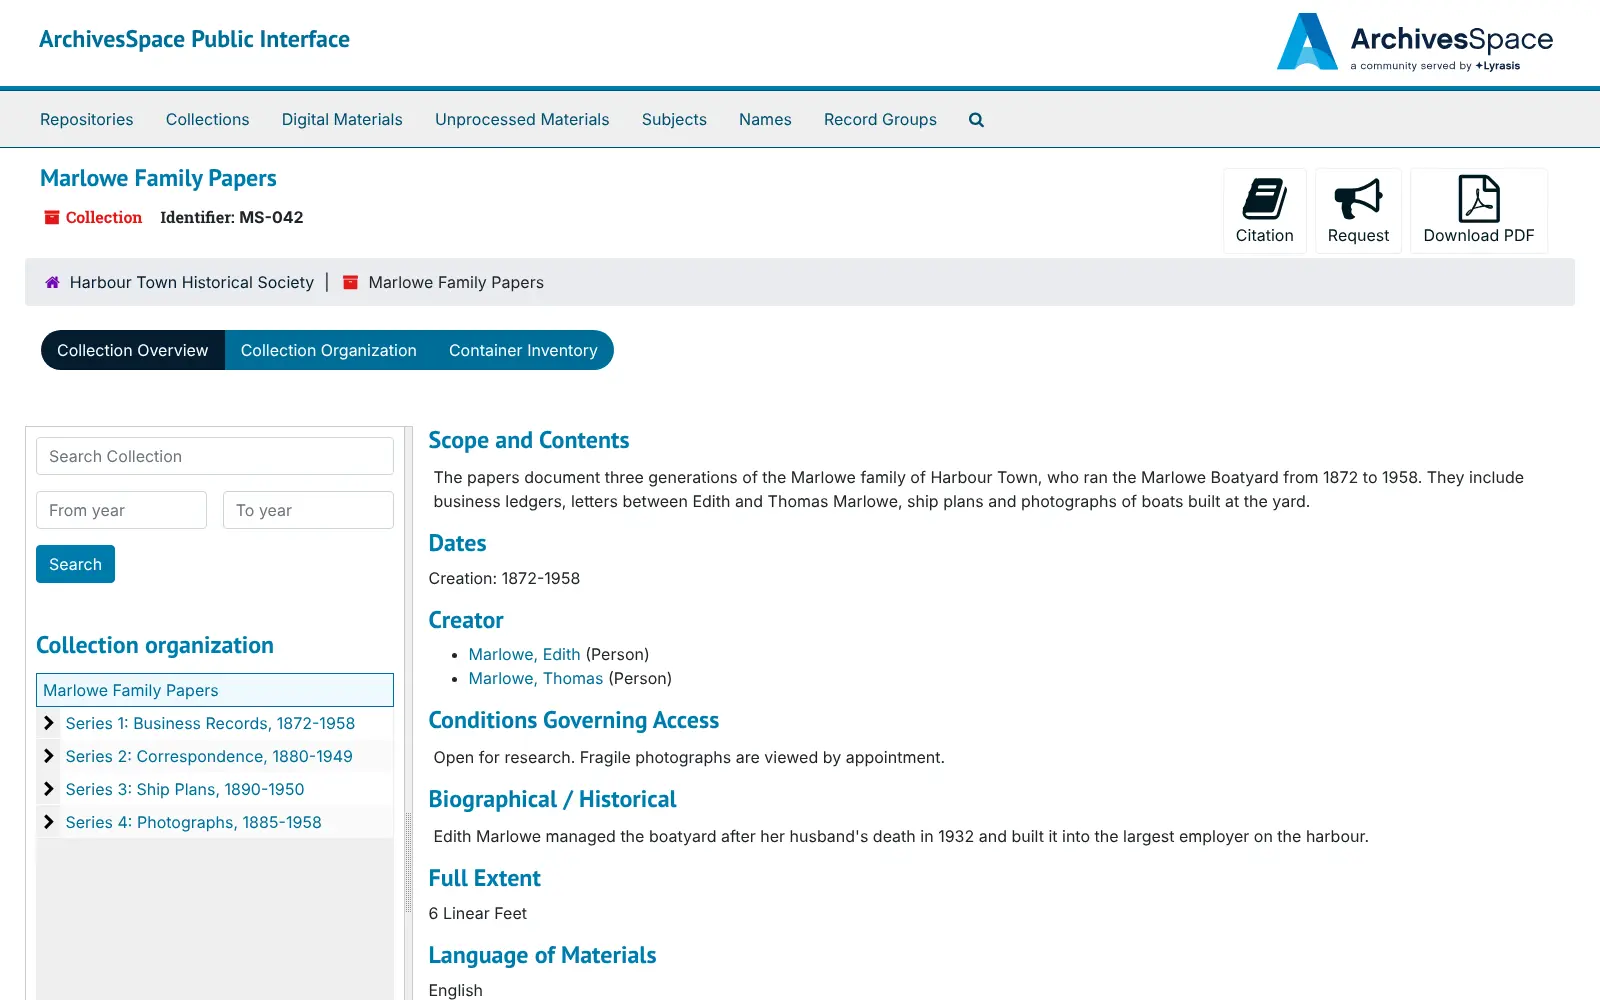 ArchivesSpace Public Interface
ArchivesSpace
a community served by Lyrasis
Repositories Collections Digital Materials Unprocessed Materials Subjects Names Record Groups
Marlowe Family Papers
Collection Identifier: MS-042
Citation Request Download PDF
Harbour Town Historical Society | Marlowe Family Papers
Collection Overview Collection Organization Container Inventory
Search Collection
From year To year
Search
Collection organization
Marlowe Family Papers
Series 1: Business Records, 1872-1958
Series 2: Correspondence, 1880-1949
Series 3: Ship Plans, 1890-1950
Series 4: Photographs, 1885-1958
Scope and Contents
The papers document three generations of the Marlowe family of Harbour Town, who ran the Marlowe Boatyard from 1872 to 1958. They include
business ledgers, letters between Edith and Thomas Marlowe, ship plans and photographs of boats built at the yard.
Dates
Creation: 1872-1958
Creator
• Marlowe, Edith (Person)
• Marlowe, Thomas (Person)
Conditions Governing Access
Open for research. Fragile photographs are viewed by appointment.
Biographical / Historical
Edith Marlowe managed the boatyard after her husband's death in 1932 and built it into the largest employer on the harbour.
Full Extent
6 Linear Feet
Language of Materials
English